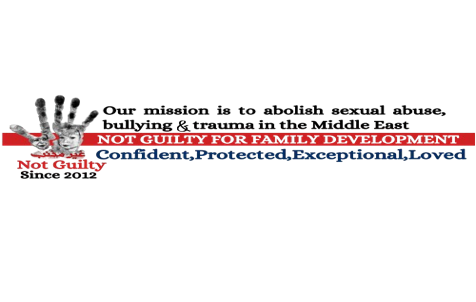 Our mission is to abolish sexual abuse,
bullying & trauma in the Middle East
NOT GUILTY FOR FAMILY DEVELOPMENT
Confident,Protected,Exceptional,Loved
Not Guilty
Since 2012